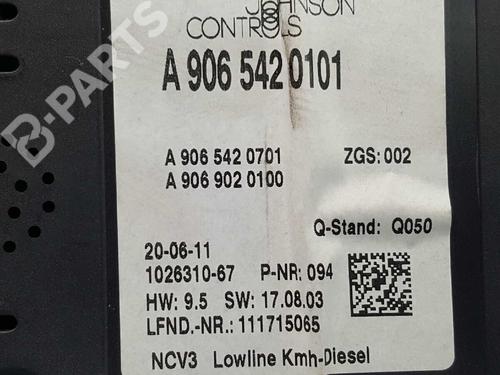 JOHNSON
CONTROLS
A 906 542 0101
A 906 542 0701 ZGS: 002
A 906 902 0100
Q-Stand: Q050
20-06-11
1026310-67 P-NR: 094
HW: 9.5 SW: 17.08.03
LFND.-NR.: 111715065
NCV3 Lowline Kmh-Diesel
B-PARTS